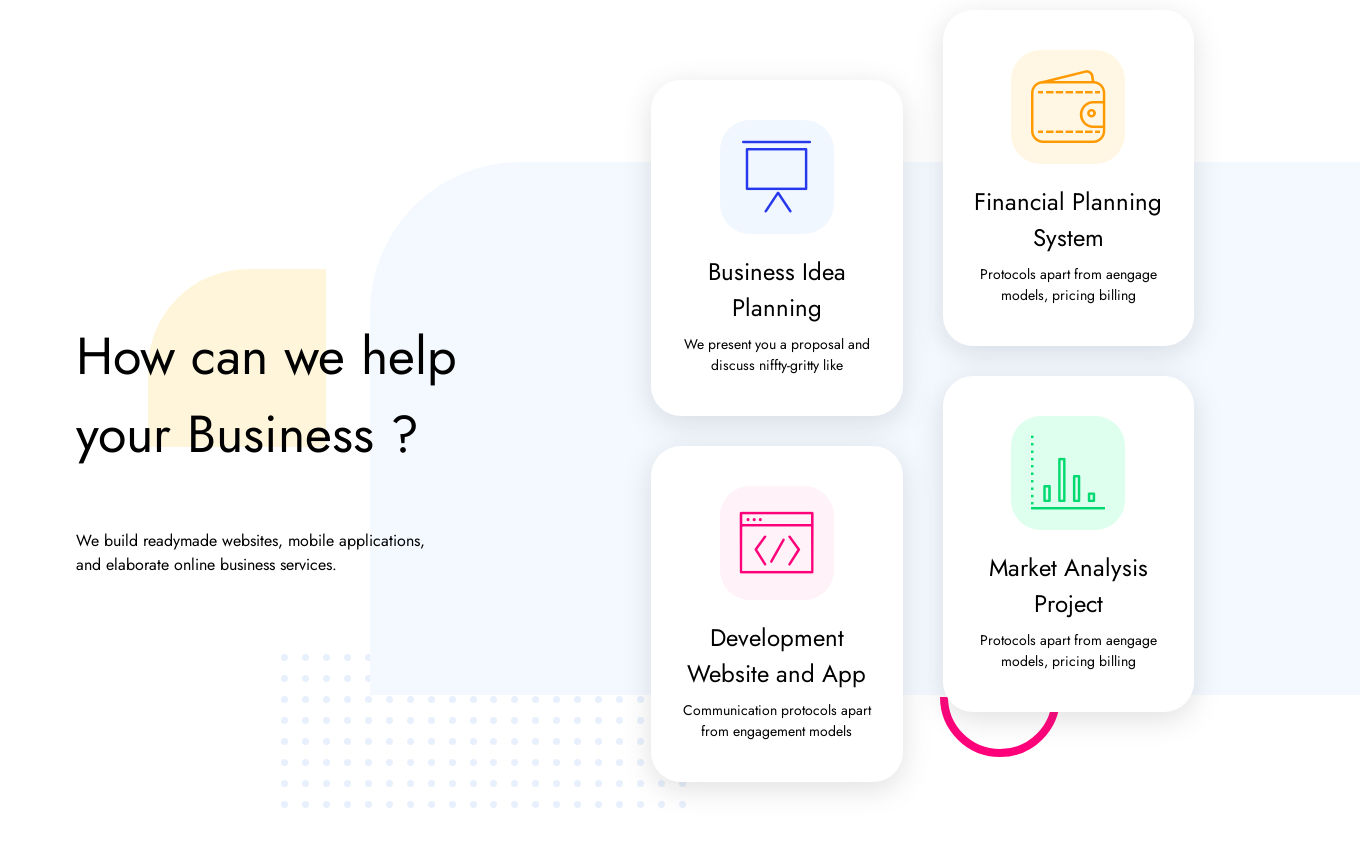 How can we help
your Business ?
We build readymade websites, mobile applications,
and elaborate online business services.
Business Idea
Planning
We present you a proposal and
discuss niffty-gritty like
Financial Planning
System
Protocols apart from aengage
models, pricing billing
Development
Website and App
Communication protocols apart
from engagement models
Market Analysis
Project
Protocols apart from aengage
models, pricing billing